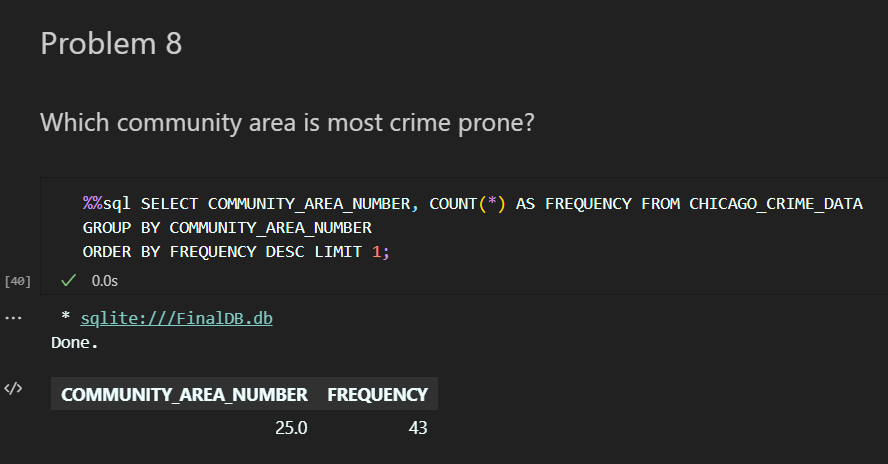 Problem 8
Which community area is most crime prone?
%%sql SELECT COMMUNITY_AREA_NUMBER, COUNT(*) AS FREQUENCY FROM CHICAGO_CRIME_DATA
GROUP BY COMMUNITY_AREA_NUMBER
ORDER BY FREQUENCY DESC LIMIT 1;
[40] ✓ 0.0s
... * sqlite:///FinalDB.db
Done.
</> COMMUNITY_AREA_NUMBER FREQUENCY
25.0 43